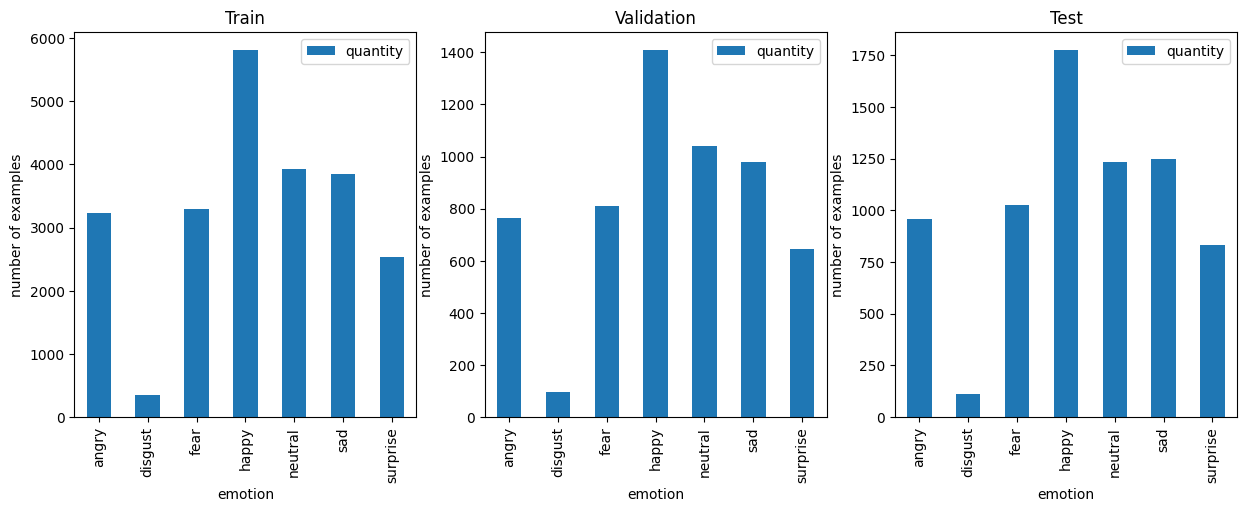 Train
quantity
number of examples
6000
5000
4000
3000
2000
1000
0
angry
disgust
fear
happy
neutral
sad
surprise
emotion
Validation
quantity
number of examples
1400
1200
1000
800
600
400
200
0
angry
disgust
fear
happy
neutral
sad
surprise
emotion
Test
quantity
number of examples
1750
1500
1250
1000
750
500
250
0
angry
disgust
fear
happy
neutral
sad
surprise
emotion